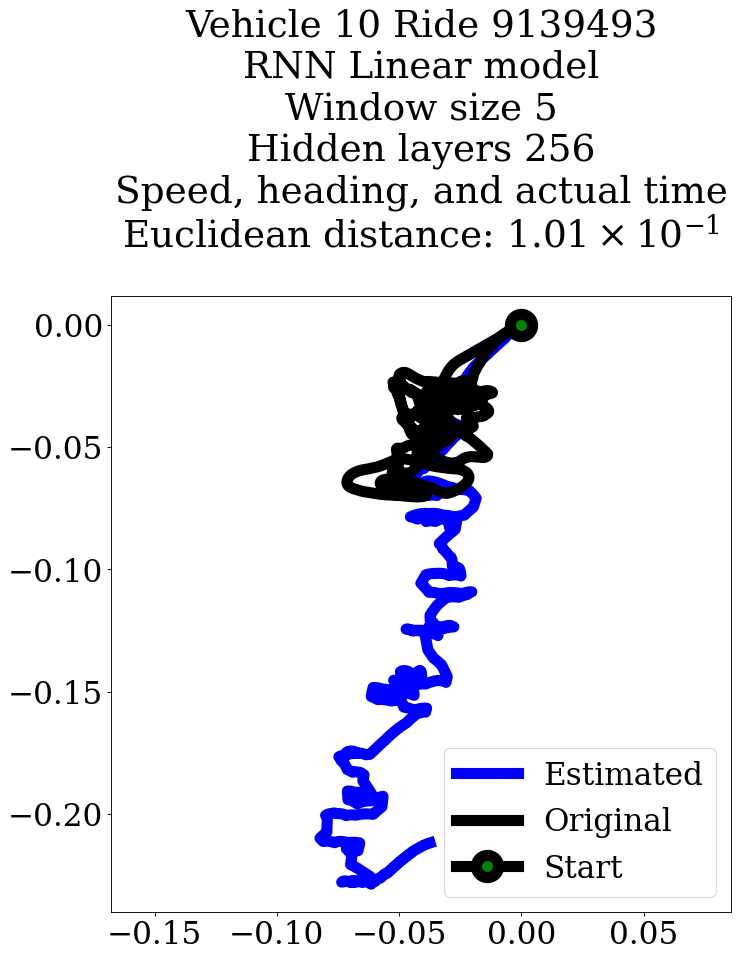 Vehicle 10 Ride 9139493
RNN Linear model
Window size 5
Hidden layers 256
Speed, heading, and actual time
Euclidean distance: 1.01 × 10⁻¹
0.00
−0.05
−0.10
−0.15
−0.20
Estimated
Original
Start
−0.15 −0.10 −0.05 0.00 0.05